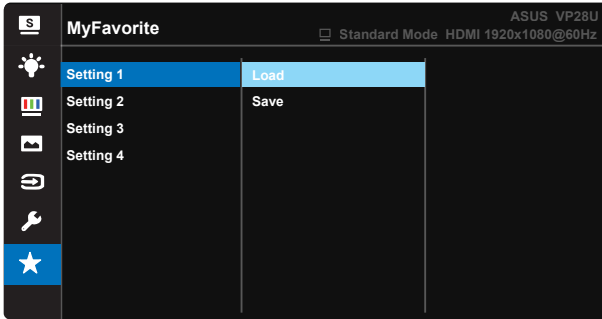 S
MyFavorite
ASUS VP28U
Standard Mode HDMI 1920x1080@60Hz
Setting 1
Load
Setting 2
Save
Setting 3
Setting 4